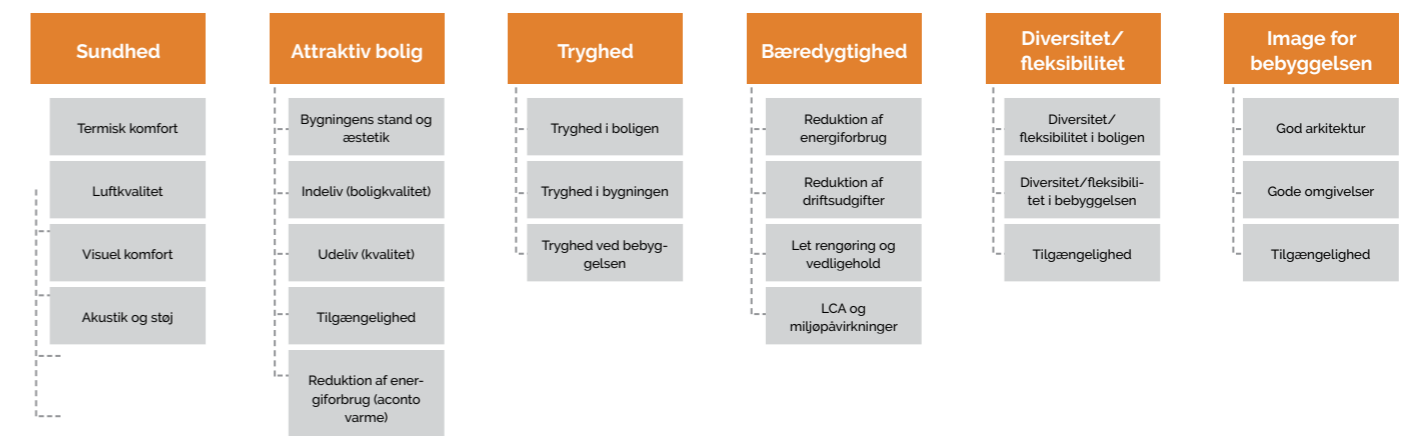 Sundhed
Termisk komfort
Luftkvalitet
Visuel komfort
Akustik og støj
Attraktiv bolig
Bygningens stand og
æstetik
Indeliv (boligkvalitet)
Udeliv (kvalitet)
Tilgængelighed
Reduktion af ener-
giforbrug (aconto
varme)
Tryghed
Tryghed i boligen
Tryghed i bygningen
Tryghed ved bebyg-
gelsen
Bæredygtighed
Reduktion af
energiforbrug
Reduktion af
driftsudgifter
Let rengøring og
vedligehold
LCA og
miljøpåvirkninger
Diversitet/
fleksibilitet
Diversitet/
fleksibilitet i boligen
Diversitet/fleksibili-
tet i bebyggelsen
Tilgængelighed
Image for
bebyggelsen
God arkitektur
Gode omgivelser
Tilgængelighed